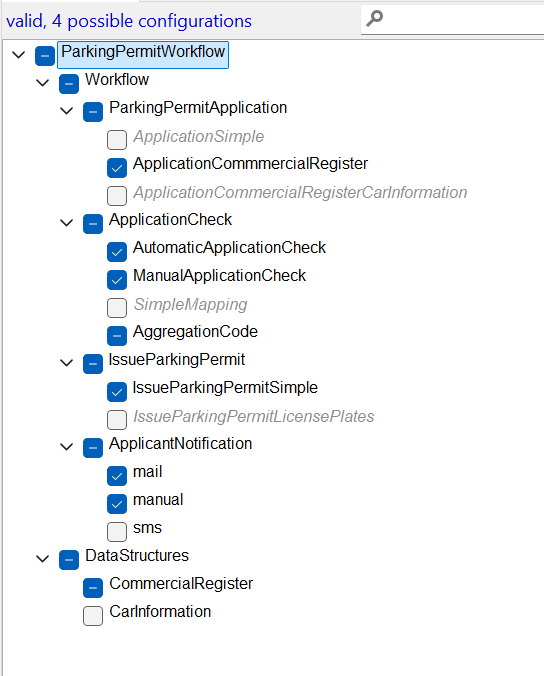 valid, 4 possible configurations
ParkingPermitWorkflow
Workflow
ParkingPermitApplication
ApplicationSimple
ApplicationCommmercialRegister
ApplicationCommercialRegisterCarInformation
ApplicationCheck
AutomaticApplicationCheck
ManualApplicationCheck
SimpleMapping
AggregationCode
IssueParkingPermit
IssueParkingPermitSimple
IssueParkingPermitLicensePlates
ApplicantNotification
mail
manual
sms
DataStructures
CommercialRegister
CarInformation